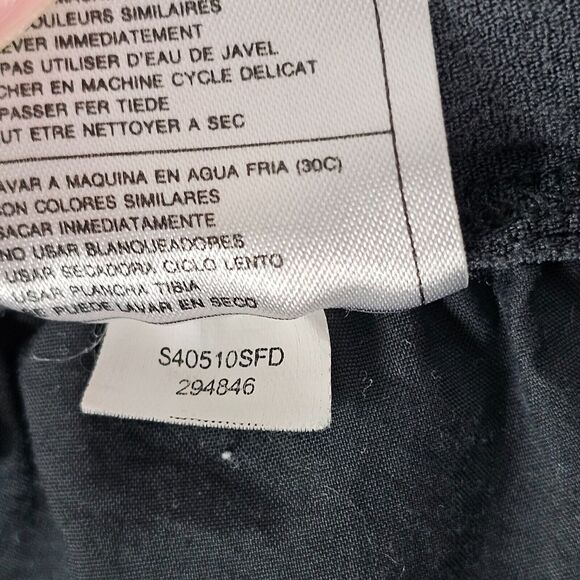 OULEURS SIMILAIRES
EVER IMMEDIATEMENT
PAS UTILISER D'EAU DE JAVEL
CHER EN MACHINE CYCLE DELICAT
PASSER FER TIEDE
UT ETRE NETTOYER A SEC
AVAR A MAQUINA EN AGUA FRIA (30C)
CON COLORES SIMILARES
SACAR INMEDIATAMENTE
NO USAR BLANQUEADORES
USAR SECADORA CICLO LENTO
USAR PLANCHA TIBIA
E PUEDE LAVAR EN SECO
S40510SFD
294846